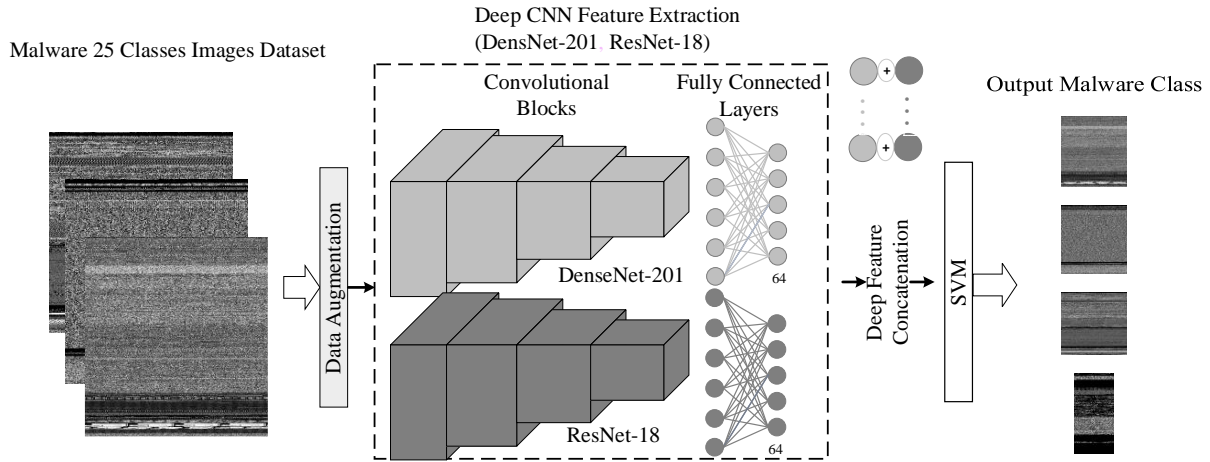 Deep CNN Feature Extraction
(DensNet-201, ResNet-18)
Malware 25 Classes Images Dataset
Convolutional
Blocks
Fully Connected
Layers
+
+
Output Malware Class
Data Augmentation
DenseNet-201
64
Deep Feature
Concatenation
SVM
ResNet-18
64